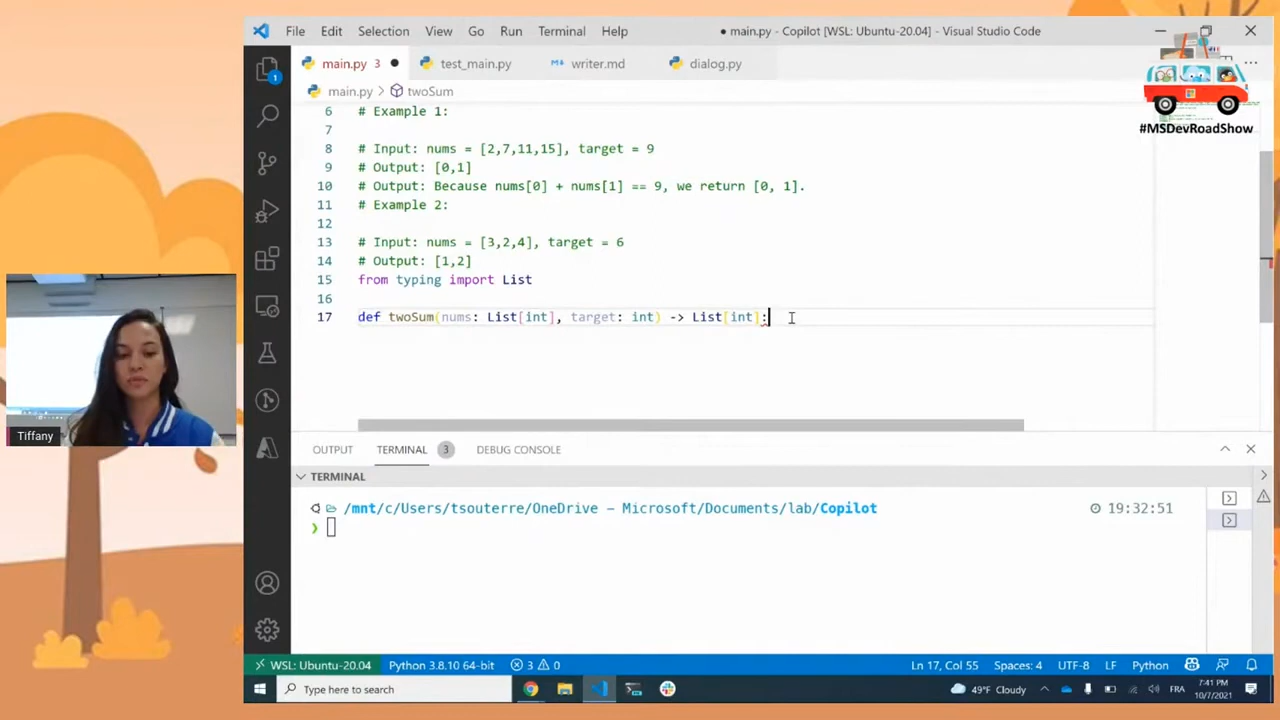 File Edit Selection View Go Run Terminal Help
● main.py - Copilot [WSL: Ubuntu-20.04] - Visual Studio Code
main.py 3 ● test_main.py writer.md dialog.py
main.py > twoSum
#MSDevRoadShow
1
6 # Example 1:
7
8 # Input: nums = [2,7,11,15], target = 9
9 # Output: [0,1]
10 # Output: Because nums[0] + nums[1] == 9, we return [0, 1].
11 # Example 2:
12
13 # Input: nums = [3,2,4], target = 6
14 # Output: [1,2]
15 from typing import List
16
17 def twoSum(nums: List[int], target: int) -> List[int]:
Tiffany
OUTPUT TERMINAL 3 DEBUG CONSOLE
TERMINAL
/mnt/c/Users/tsouterre/OneDrive – Microsoft/Documents/lab/Copilot 19:32:51
❯
WSL: Ubuntu-20.04 Python 3.8.10 64-bit 3 0 Ln 17, Col 55 Spaces: 4 UTF-8 LF Python
Type here to search 49°F Cloudy FRA 7:41 PM
10/7/2021